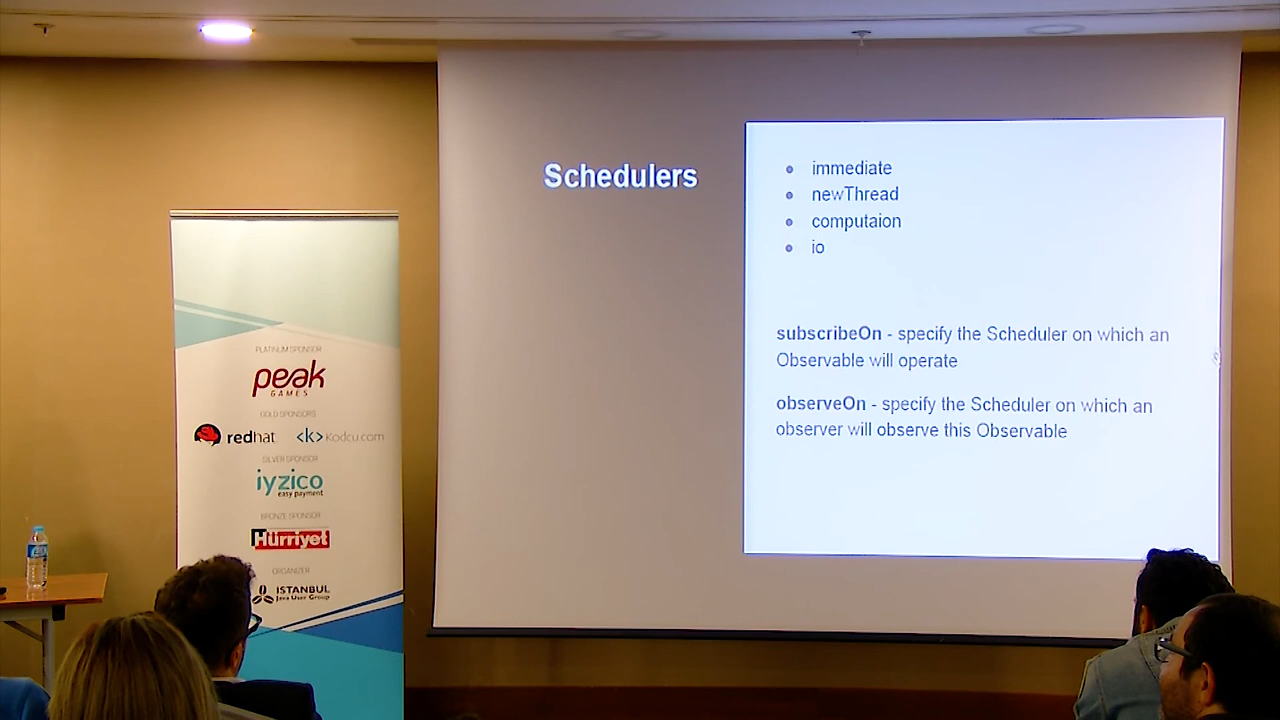 Schedulers
immediate
newThread
computaion
io
subscribeOn - specify the Scheduler on which an
Observable will operate
observeOn - specify the Scheduler on which an
observer will observe this Observable
PLATINUM SPONSOR
peak
GAMES
GOLD SPONSORS
redhat
<k>Kodcu.com
SILVER SPONSOR
iyzico
easy payment
BRONZE SPONSOR
Hürriyet
ORGANIZER
ISTANBUL
Java User Group